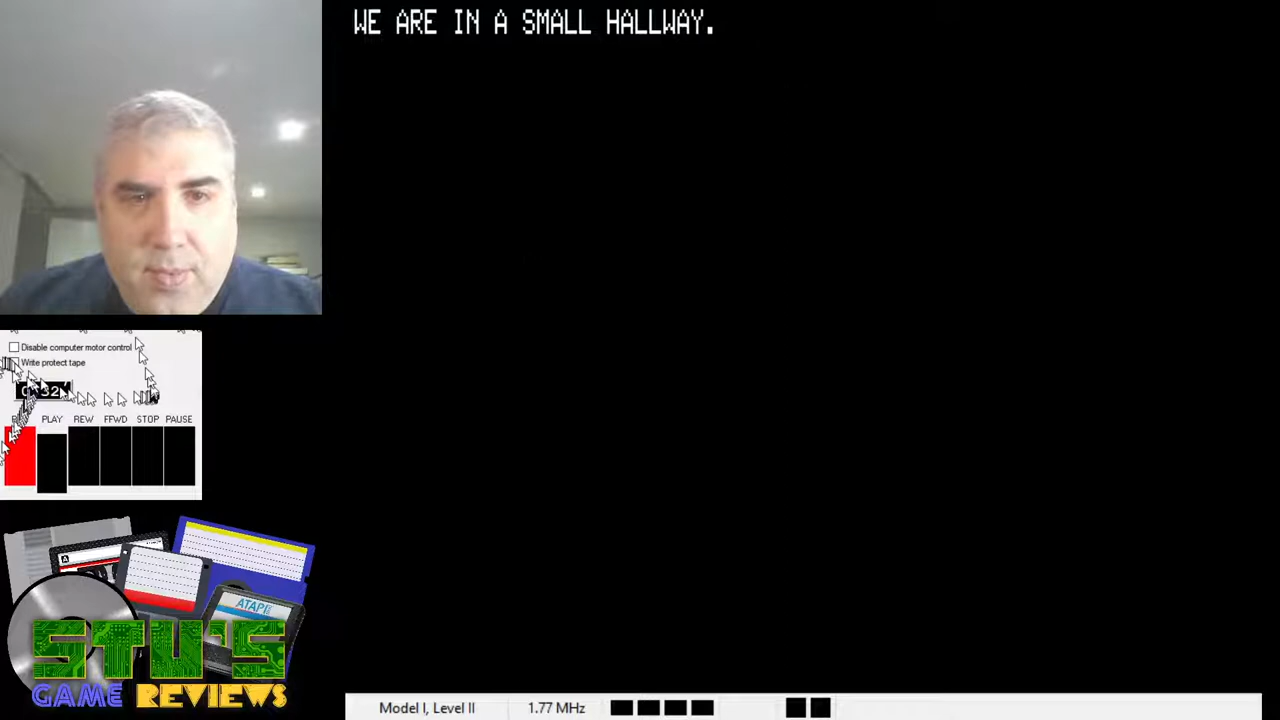 WE ARE IN A SMALL HALLWAY.
Disable computer motor control
Write protect tape
PLAY REW FFWD STOP PAUSE
A
STU'S
GAME REVIEWS
Model I, Level II 1.77 MHz